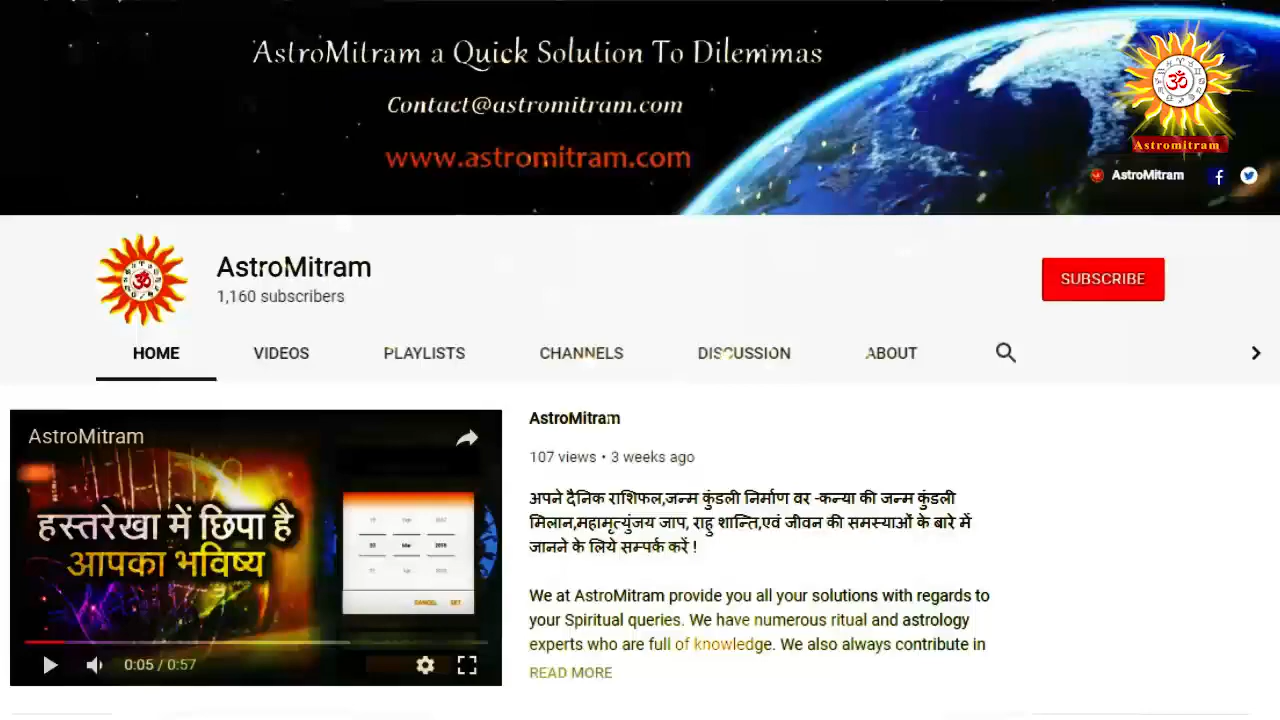 AstroMitram a Quick Solution To Dilemmas
Contact@astromitram.com
www.astromitram.com
Astromitram
AstroMitram
AstroMitram
1,160 subscribers
SUBSCRIBE
HOME VIDEOS PLAYLISTS CHANNELS DISCUSSION ABOUT
AstroMitram
हस्तरेखा में छिपा है
आपका भविष्य
CANCEL SET
0:05 / 0:57
AstroMitram
107 views • 3 weeks ago
अपने दैनिक राशिफल,जन्म कुंडली निर्माण वर -कन्या की जन्म कुंडली
मिलान,महामृत्युंजय जाप, राहु शान्ति,एवं जीवन की समस्याओं के बारे में
जानने के लिये सम्पर्क करें !
We at AstroMitram provide you all your solutions with regards to
your Spiritual queries. We have numerous ritual and astrology
experts who are full of knowledge. We also always contribute in
READ MORE